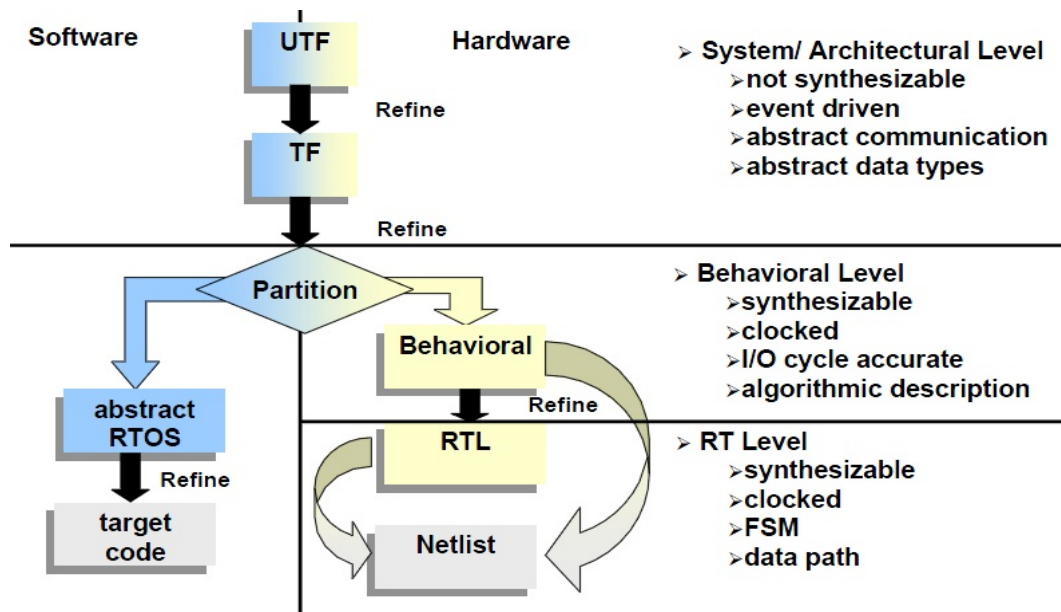 Software
UTF
Hardware
Refine
TF
Refine
➢ System/ Architectural Level
➢not synthesizable
➢event driven
➢abstract communication
➢abstract data types
Partition
Behavioral
Refine
abstract
RTOS
Refine
target
code
RTL
Netlist
➢ Behavioral Level
➢synthesizable
➢clocked
➢I/O cycle accurate
➢algorithmic description
➢ RT Level
➢synthesizable
➢clocked
➢FSM
➢data path